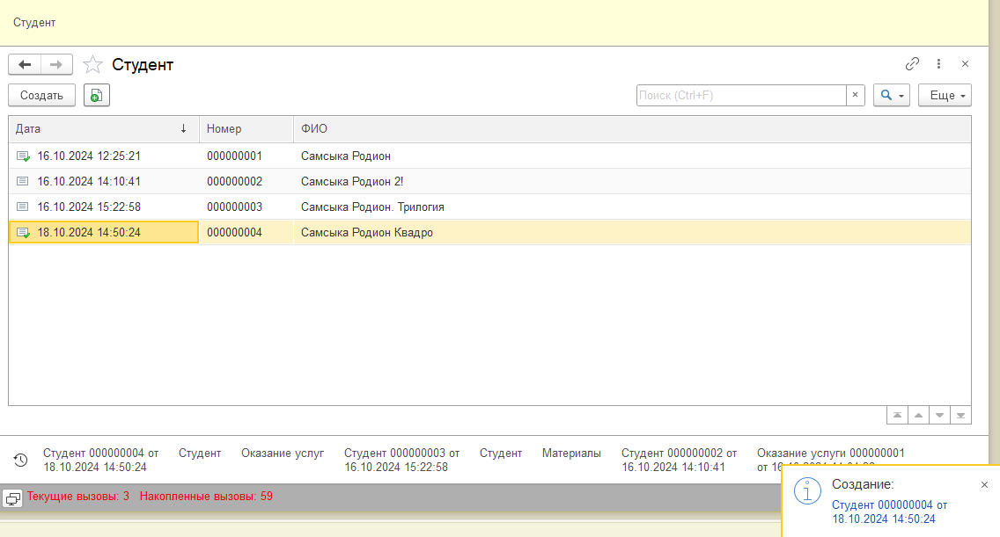 Студент
Студент
Создать
Поиск (Ctrl+F)
×
Еще
Дата ↓ Номер ФИО
16.10.2024 12:25:21 000000001 Самсыка Родион
16.10.2024 14:10:41 000000002 Самсыка Родион 2!
16.10.2024 15:22:58 000000003 Самсыка Родион. Трилогия
18.10.2024 14:50:24 000000004 Самсыка Родион Квадро
Студент 000000004 от
18.10.2024 14:50:24
Студент
Оказание услуг
Студент 000000003 от
16.10.2024 15:22:58
Студент
Материалы
Студент 000000002 от
16.10.2024 14:10:41
Оказание услуги 000000001
от
Текущие вызовы: 3 Накопленные вызовы: 59
Создание:
Студент 000000004 от
18.10.2024 14:50:24